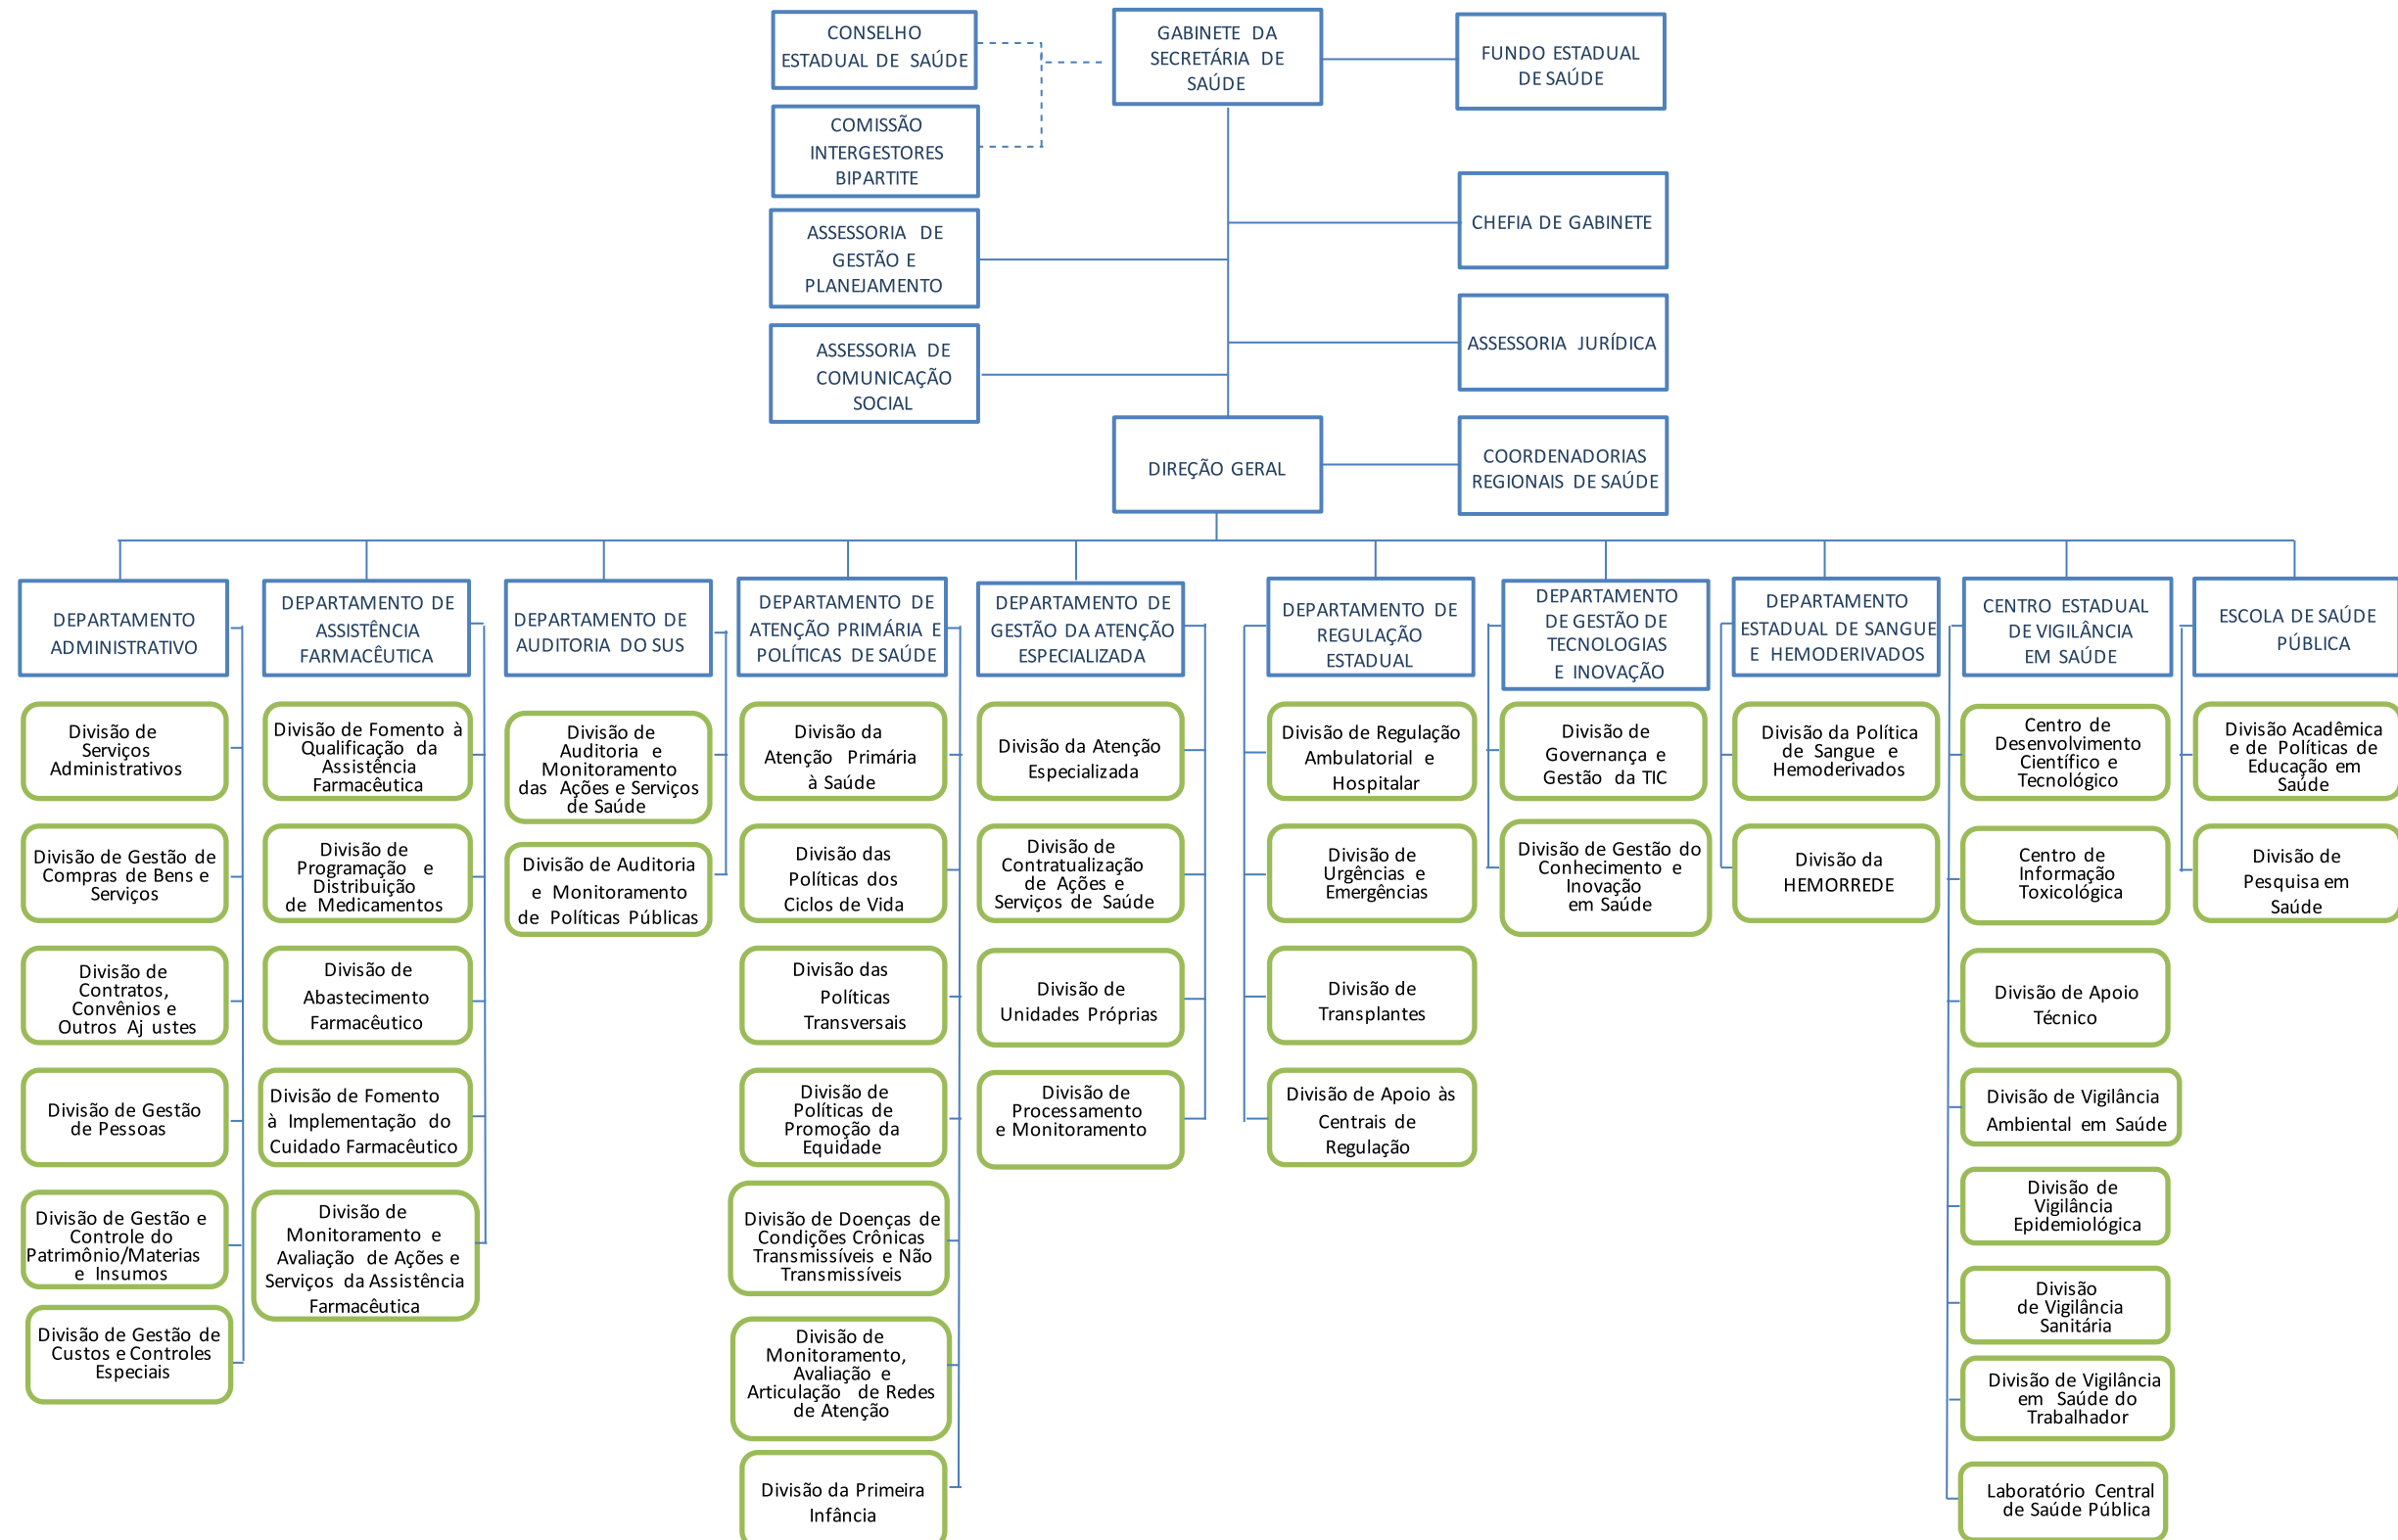 CONSELHO
ESTADUAL DE SAÚDE
GABINETE DA
SECRETÁRIA DE
SAÚDE
FUNDO ESTADUAL
DE SAÚDE
COMISSÃO
INTERGESTORES
BIPARTITE
CHEFIA DE GABINETE
ASSESSORIA DE
GESTÃO E
PLANEJAMENTO
ASSESSORIA JURÍDICA
ASSESSORIA DE
COMUNICAÇÃO
SOCIAL
DIREÇÃO GERAL
COORDENADORIAS
REGIONAIS DE SAÚDE
DEPARTAMENTO
ADMINISTRATIVO
Divisão de
Serviços
Administrativos
Divisão de Gestão de
Compras de Bens e
Serviços
Divisão de
Contratos,
Convênios e
Outros Aj ustes
Divisão de Gestão
de Pessoas
Divisão de Gestão e
Controle do
Patrimônio/Materias
e Insumos
Divisão de Gestão de
Custos e Controles
Especiais
DEPARTAMENTO DE
ASSISTÊNCIA
FARMACÊUTICA
Divisão de Fomento à
Qualificação da
Assistência
Farmacêutica
Divisão de
Programação e
Distribuição
de Medicamentos
Divisão de
Abastecimento
Farmacêutico
Divisão de Fomento
à Implementação do
Cuidado Farmacêutico
Divisão de
Monitoramento e
Avaliação de Ações e
Serviços da Assistência
Farmacêutica
DEPARTAMENTO DE
AUDITORIA DO SUS
Divisão de
Auditoria e
Monitoramento
das Ações e Serviços
de Saúde
Divisão de Auditoria
e Monitoramento
de Políticas Públicas
DEPARTAMENTO DE
ATENÇÃO PRIMÁRIA E
POLÍTICAS DE SAÚDE
Divisão da
Atenção Primária
à Saúde
Divisão das
Políticas dos
Ciclos de Vida
Divisão das
Políticas
Transversais
Divisão de
Políticas de
Promoção da
Equidade
Divisão de Doenças de
Condições Crônicas
Transmissíveis e Não
Transmissíveis
Divisão de
Monitoramento,
Avaliação e
Articulação de Redes
de Atenção
Divisão da Primeira
Infância
DEPARTAMENTO DE
GESTÃO DA ATENÇÃO
ESPECIALIZADA
Divisão da Atenção
Especializada
Divisão de
Contratualização
de Ações e
Serviços de Saúde
Divisão de
Unidades Próprias
Divisão de
Processamento
e Monitoramento
DEPARTAMENTO DE
REGULAÇÃO
ESTADUAL
Divisão de Regulação
Ambulatorial e
Hospitalar
Divisão de
Urgências e
Emergências
Divisão de
Transplantes
Divisão de Apoio às
Centrais de
Regulação
DEPARTAMENTO
DE GESTÃO DE
TECNOLOGIAS
E INOVAÇÃO
Divisão de
Governança e
Gestão da TIC
Divisão de Gestão do
Conhecimento e
Inovação
em Saúde
DEPARTAMENTO
ESTADUAL DE SANGUE
E HEMODERIVADOS
Divisão da Política
de Sangue e
Hemoderivados
Divisão da
HEMORREDE
CENTRO ESTADUAL
DE VIGILÂNCIA
EM SAÚDE
Centro de
Desenvolvimento
Científico e
Tecnológico
Centro de
Informação
Toxicológica
Divisão de Apoio
Técnico
Divisão de Vigilância
Ambiental em Saúde
Divisão de
Vigilância
Epidemiológica
Divisão
de Vigilância
Sanitária
Divisão de Vigilância
em Saúde do
Trabalhador
Laboratório Central
de Saúde Pública
ESCOLA DE SAÚDE
PÚBLICA
Divisão Acadêmica
e de Políticas de
Educação em
Saúde
Divisão de
Pesquisa em
Saúde